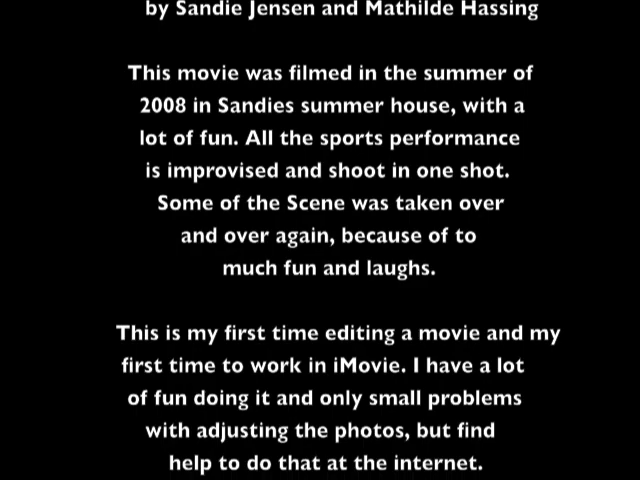 by Sandie Jensen and Mathilde Hassing
This movie was filmed in the summer of
2008 in Sandies summer house, with a
lot of fun. All the sports performance
is improvised and shoot in one shot.
Some of the Scene was taken over
and over again, because of to
much fun and laughs.
This is my first time editing a movie and my
first time to work in iMovie. I have a lot
of fun doing it and only small problems
with adjusting the photos, but find
help to do that at the internet.